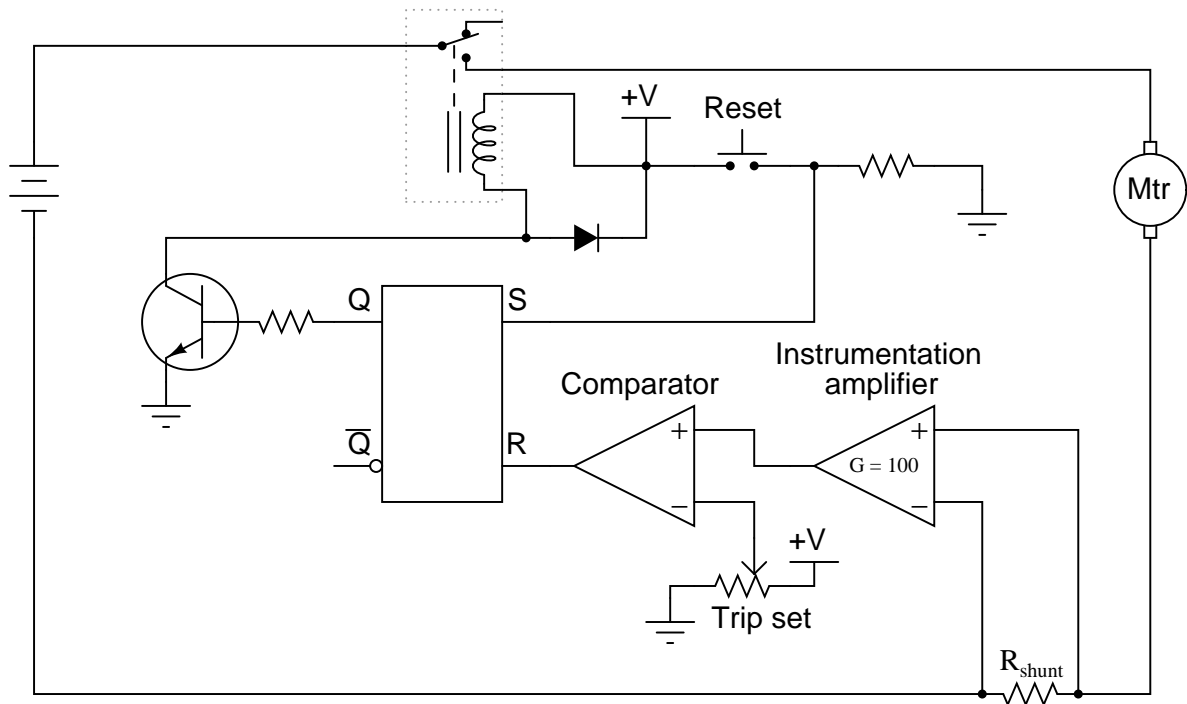 +V
Reset
Mtr
Q
S
Instrumentation
amplifier
Comparator
Q̅
R
+
+
G = 100
−
−
+V
Trip set
Rshunt